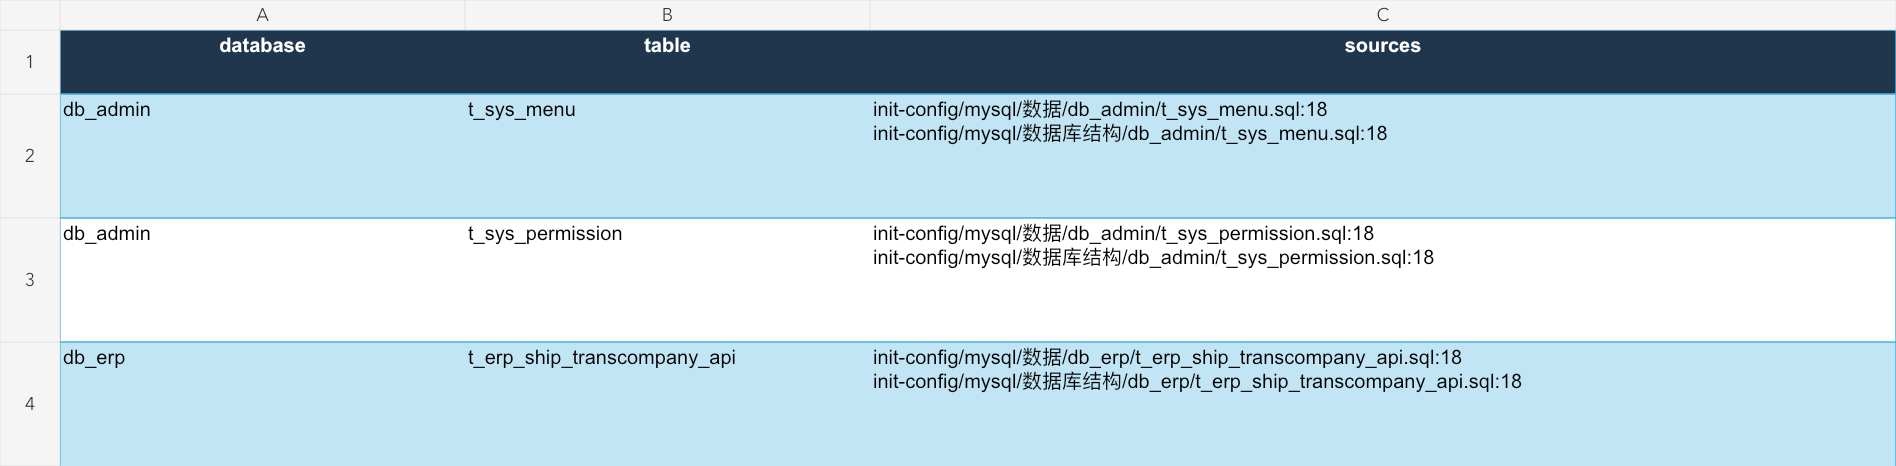 A B C
1 database table sources
2 db_admin t_sys_menu init-config/mysql/数据/db_admin/t_sys_menu.sql:18
init-config/mysql/数据库结构/db_admin/t_sys_menu.sql:18
3 db_admin t_sys_permission init-config/mysql/数据/db_admin/t_sys_permission.sql:18
init-config/mysql/数据库结构/db_admin/t_sys_permission.sql:18
4 db_erp t_erp_ship_transcompany_api init-config/mysql/数据/db_erp/t_erp_ship_transcompany_api.sql:18
init-config/mysql/数据库结构/db_erp/t_erp_ship_transcompany_api.sql:18